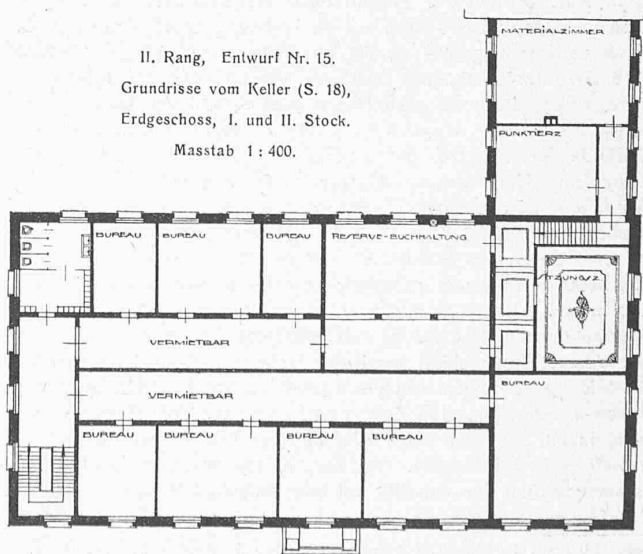 II. Rang, Entwurf Nr. 15.
Grundrisse vom Keller (S. 18),
Erdgeschoss, I. und II. Stock.
Masstab 1 : 400.
MATERIALZIMMER
PUNKTIERZ
BUREAU BUREAU BUREAU RESERVE-BUCHHALTUNG
SITZUNGSZ.
VERMIETBAR
BUREAU
VERMIETBAR
BUREAU BUREAU BUREAU BUREAU